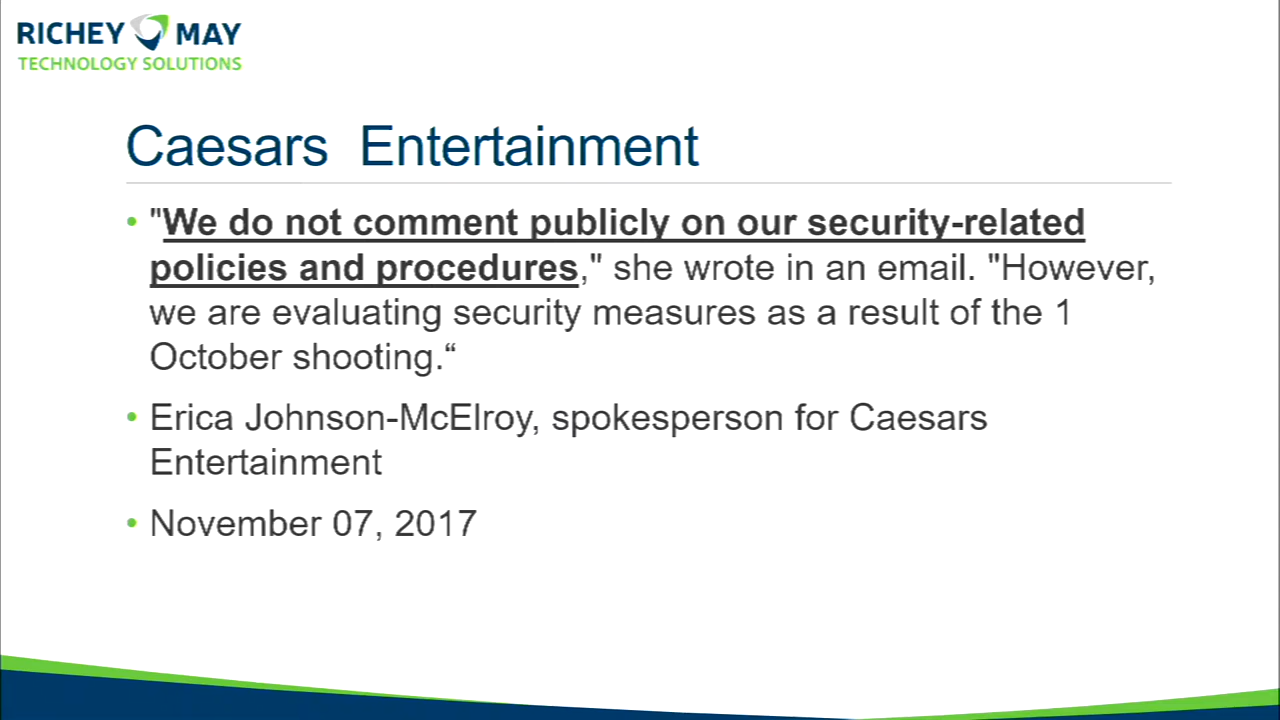 RICHEY MAY
TECHNOLOGY SOLUTIONS
Caesars Entertainment
• "We do not comment publicly on our security-related
policies and procedures," she wrote in an email. "However,
we are evaluating security measures as a result of the 1
October shooting.“
• Erica Johnson-McElroy, spokesperson for Caesars
Entertainment
• November 07, 2017